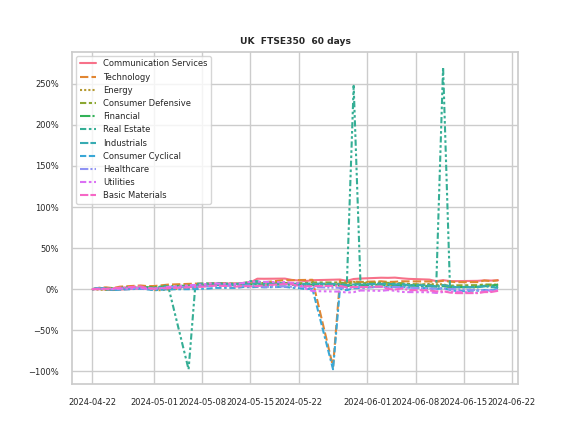 UK FTSE350 60 days
Communication Services
Technology
Energy
Consumer Defensive
Financial
Real Estate
Industrials
Consumer Cyclical
Healthcare
Utilities
Basic Materials
250%
200%
150%
100%
50%
0%
−50%
−100%
2024-04-22 2024-05-01 2024-05-08 2024-05-15 2024-05-22 2024-06-01 2024-06-08 2024-06-15 2024-06-22